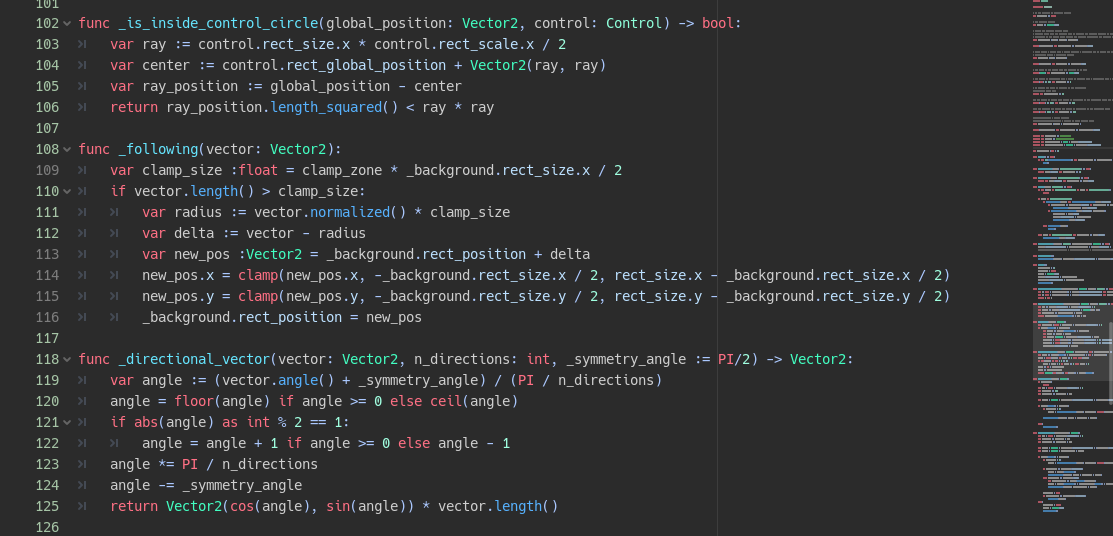 101
102 func _is_inside_control_circle(global_position: Vector2, control: Control) -> bool:
103 var ray := control.rect_size.x * control.rect_scale.x / 2
104 var center := control.rect_global_position + Vector2(ray, ray)
105 var ray_position := global_position - center
106 return ray_position.length_squared() < ray * ray
107
108 func _following(vector: Vector2):
109 var clamp_size :float = clamp_zone * _background.rect_size.x / 2
110 if vector.length() > clamp_size:
111 var radius := vector.normalized() * clamp_size
112 var delta := vector - radius
113 var new_pos :Vector2 = _background.rect_position + delta
114 new_pos.x = clamp(new_pos.x, -_background.rect_size.x / 2, rect_size.x - _background.rect_size.x / 2)
115 new_pos.y = clamp(new_pos.y, -_background.rect_size.y / 2, rect_size.y - _background.rect_size.y / 2)
116 _background.rect_position = new_pos
117
118 func _directional_vector(vector: Vector2, n_directions: int, _symmetry_angle := PI/2) -> Vector2:
119 var angle := (vector.angle() + _symmetry_angle) / (PI / n_directions)
120 angle = floor(angle) if angle >= 0 else ceil(angle)
121 if abs(angle) as int % 2 == 1:
122 angle = angle + 1 if angle >= 0 else angle - 1
123 angle *= PI / n_directions
124 angle -= _symmetry_angle
125 return Vector2(cos(angle), sin(angle)) * vector.length()
126